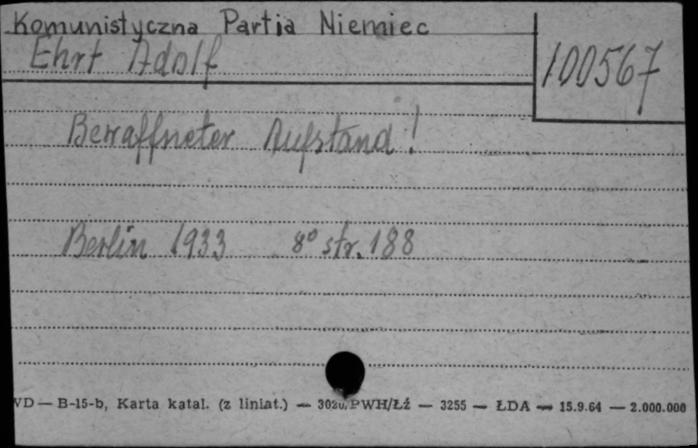 Komunistyczna Partia Niemiec
Ehrt Adolf
100567
Bewaffneter Aufstand!
Berlin 1933 8° str. 188
VD — B-15-b, Karta katal. (z liniat.) — 3020/PWH/Łź — 3255 — ŁDA — 15.9.64 — 2.000.000